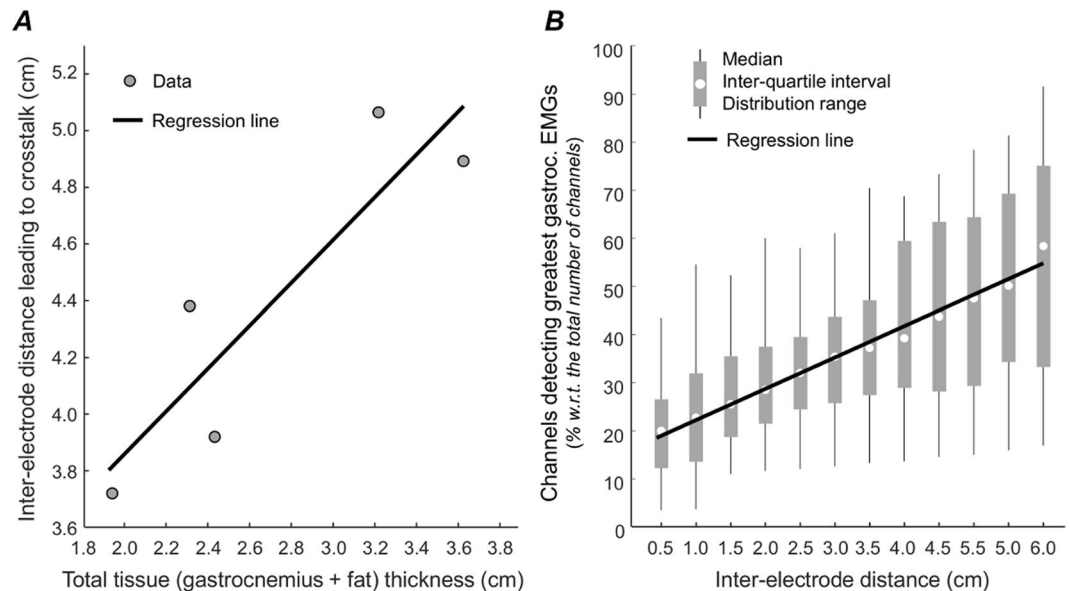 A
Inter-electrode distance leading to crosstalk (cm)
5.2
5.0
4.8
4.6
4.4
4.2
4.0
3.8
3.6
Data
Regression line
1.8 2.0 2.2 2.4 2.6 2.8 3.0 3.2 3.4 3.6 3.8
Total tissue (gastrocnemius + fat) thickness (cm)
B
Channels detecting greatest gastroc. EMGs
(% w.r.t. the total number of channels)
100
90
80
70
60
50
40
30
20
10
0
Median
Inter-quartile interval
Distribution range
Regression line
0.5 1.0 1.5 2.0 2.5 3.0 3.5 4.0 4.5 5.5 5.0 6.0
Inter-electrode distance (cm)